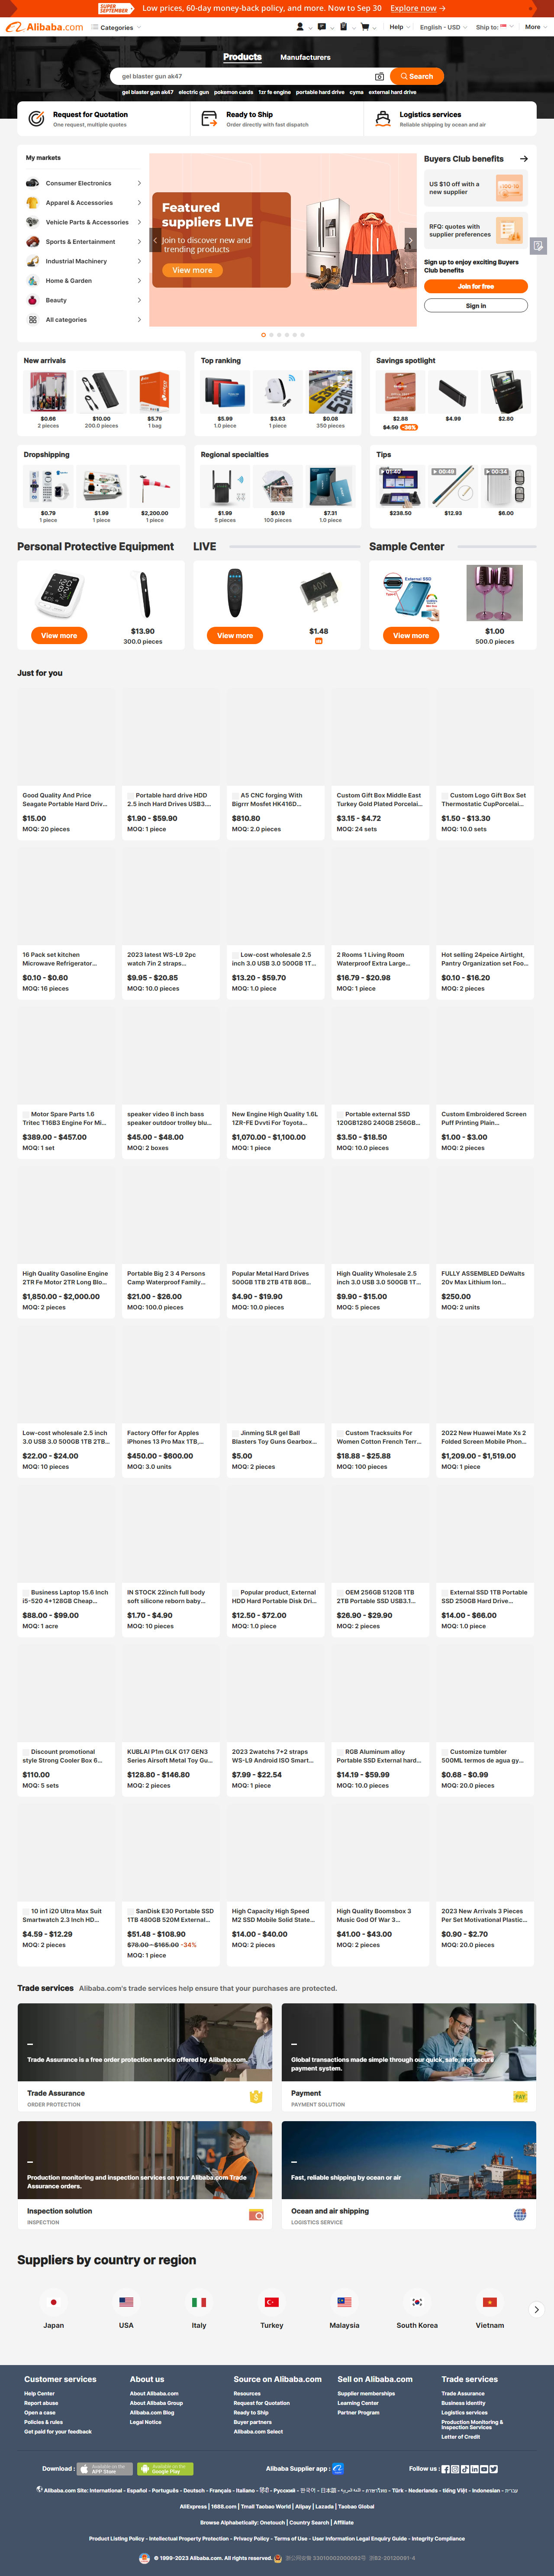 SUPER SEPTEMBER Low prices, 60-day money-back policy, and more. Now to Sep 30 Explore now →
Alibaba.com Categories Help English - USD Ship to: More
Products Manufacturers
gel blaster gun ak47 Search
gel blaster gun ak47 electric gun pokemon cards 1zr fe engine portable hard drive cyma external hard drive
Request for Quotation
One request, multiple quotes
Ready to Ship
Order directly with fast dispatch
Logistics services
Reliable shipping by ocean and air
My markets
Consumer Electronics
Apparel & Accessories
Vehicle Parts & Accessories
Sports & Entertainment
Industrial Machinery
Home & Garden
Beauty
All categories
Featured
suppliers LIVE
Join to discover new and
trending products
View more
Buyers Club benefits
US $10 off with a
new supplier
RFQ: quotes with
supplier preferences
Sign up to enjoy exciting Buyers
Club benefits
Join for free
Sign in
New arrivals
$0.66 $10.00 $5.79
2 pieces 200.0 pieces 1 bag
Top ranking
$5.99 $3.63 $0.08
1.0 piece 1 piece 350 pieces
Savings spotlight
$2.88 $4.99 $2.80
$4.50 -36%
Dropshipping
$0.79 $1.99 $2,200.00
1 piece 1 piece 1 piece
Regional specialties
$1.99 $0.19 $7.31
5 pieces 100 pieces 1.0 piece
Tips
01:40 00:49 00:34
$238.50 $12.93 $6.00
Personal Protective Equipment
View more
$13.90
300.0 pieces
LIVE
View more
$1.48
Sample Center
External SSD
View more
$1.00
500.0 pieces
Just for you
Good Quality And Price
Seagate Portable Hard Driv...
$15.00
MOQ: 20 pieces
Portable hard drive HDD
2.5 inch Hard Drives USB3....
$1.90 - $59.90
MOQ: 1 piece
A5 CNC forging With
Bigrrr Mosfet HK416D...
$810.80
MOQ: 2.0 pieces
Custom Gift Box Middle East
Turkey Gold Plated Porcelai...
$3.15 - $4.72
MOQ: 24 sets
Custom Logo Gift Box Set
Thermostatic CupPorcelai...
$1.50 - $13.30
MOQ: 10.0 sets
16 Pack set kitchen
Microwave Refrigerator...
$0.10 - $0.60
MOQ: 16 pieces
2023 latest WS-L9 2pc
watch 7in 2 straps...
$9.95 - $20.85
MOQ: 10.0 pieces
Low-cost wholesale 2.5
inch 3.0 USB 3.0 500GB 1T...
$13.20 - $59.70
MOQ: 1.0 piece
2 Rooms 1 Living Room
Waterproof Extra Large...
$16.79 - $20.98
MOQ: 1 piece
Hot selling 24peice Airtight,
Pantry Organization set Foo...
$0.10 - $16.20
MOQ: 2 pieces
Motor Spare Parts 1.6
Tritec T16B3 Engine For Mi...
$389.00 - $457.00
MOQ: 1 set
speaker video 8 inch bass
speaker outdoor trolley blu...
$45.00 - $48.00
MOQ: 2 boxes
New Engine High Quality 1.6L
1ZR-FE Dvvti For Toyota...
$1,070.00 - $1,100.00
MOQ: 1 piece
Portable external SSD
120GB128G 240GB 256GB...
$3.50 - $18.50
MOQ: 10.0 pieces
Custom Embroidered Screen
Puff Printing Plain...
$1.00 - $3.00
MOQ: 2 pieces
High Quality Gasoline Engine
2TR Fe Motor 2TR Long Blo...
$1,850.00 - $2,000.00
MOQ: 2 pieces
Portable Big 2 3 4 Persons
Camp Waterproof Family...
$21.00 - $26.00
MOQ: 100.0 pieces
Popular Metal Hard Drives
500GB 1TB 2TB 4TB 8GB...
$4.90 - $19.90
MOQ: 10.0 pieces
High Quality Wholesale 2.5
inch 3.0 USB 3.0 500GB 1T...
$9.90 - $15.00
MOQ: 5 pieces
FULLY ASSEMBLED DeWalts
20v Max Lithium Ion...
$250.00
MOQ: 2 units
Low-cost wholesale 2.5 inch
3.0 USB 3.0 500GB 1TB 2TB...
$22.00 - $24.00
MOQ: 10 pieces
Factory Offer for Apples
iPhones 13 Pro Max 1TB,...
$450.00 - $600.00
MOQ: 3.0 units
Jinming SLR gel Ball
Blasters Toy Guns Gearbox...
$5.00
MOQ: 2 pieces
Custom Tracksuits For
Women Cotton French Terr...
$18.88 - $25.88
MOQ: 100 pieces
2022 New Huawei Mate Xs 2
Folded Screen Mobile Phon...
$1,209.00 - $1,519.00
MOQ: 1 piece
Business Laptop 15.6 Inch
i5-520 4+128GB Cheap...
$88.00 - $99.00
MOQ: 1 acre
IN STOCK 22inch full body
soft silicone reborn baby...
$1.70 - $4.90
MOQ: 10 pieces
Popular product, External
HDD Hard Portable Disk Dri...
$12.50 - $72.00
MOQ: 1.0 piece
OEM 256GB 512GB 1TB
2TB Portable SSD USB3.1...
$26.90 - $29.90
MOQ: 2 pieces
External SSD 1TB Portable
SSD 250GB Hard Drive...
$14.00 - $66.00
MOQ: 1.0 piece
Discount promotional
style Strong Cooler Box 6...
$110.00
MOQ: 5 sets
KUBLAI P1m GLK G17 GEN3
Series Airsoft Metal Toy Gu...
$128.80 - $146.80
MOQ: 2 pieces
2023 2watchs 7+2 straps
WS-L9 Android ISO Smart...
$7.99 - $22.54
MOQ: 1 piece
RGB Aluminum alloy
Portable SSD External hard...
$14.19 - $59.99
MOQ: 10.0 pieces
Customize tumbler
500ML termos de agua gy...
$0.68 - $0.99
MOQ: 20.0 pieces
10 in1 i20 Ultra Max Suit
Smartwatch 2.3 Inch HD...
$4.59 - $12.29
MOQ: 2 pieces
SanDisk E30 Portable SSD
1TB 480GB 520M External...
$51.48 - $108.90
$78.00 - $165.00 -34%
MOQ: 1 piece
High Capacity High Speed
M2 SSD Mobile Solid State...
$14.00 - $40.00
MOQ: 2 pieces
High Quality Boomsbox 3
Music God Of War 3...
$41.00 - $43.00
MOQ: 2 pieces
2023 New Arrivals 3 Pieces
Per Set Motivational Plastic...
$0.90 - $2.70
MOQ: 20.0 pieces
Trade services Alibaba.com's trade services help ensure that your purchases are protected.
Trade Assurance is a free order protection service offered by Alibaba.com.
Trade Assurance
ORDER PROTECTION
Global transactions made simple through our quick, safe, and secure
payment system.
Payment
PAYMENT SOLUTION
PAY
Production monitoring and inspection services on your Alibaba.com Trade
Assurance orders.
Inspection solution
INSPECTION
Fast, reliable shipping by ocean or air
Ocean and air shipping
LOGISTICS SERVICE
Suppliers by country or region
Japan USA Italy Turkey Malaysia South Korea Vietnam
Customer services
Help Center
Report abuse
Open a case
Policies & rules
Get paid for your feedback
About us
About Alibaba.com
About Alibaba Group
Alibaba.com Blog
Legal Notice
Source on Alibaba.com
Resources
Request for Quotation
Ready to Ship
Buyer partners
Alibaba.com Select
Sell on Alibaba.com
Supplier memberships
Learning Center
Partner Program
Trade services
Trade Assurance
Business identity
Logistics services
Production Monitoring &
Inspection Services
Letter of Credit
Download : Available on the APP Store Available on the Google Play Alibaba Supplier app : Follow us :
Alibaba.com Site: International - Español - Português - Deutsch - Français - Italiano - हिंदी - Pусский - 한국어 - 日本語 - اللغة العربية - ภาษาไทย - Türk - Nederlands - tiếng Việt - Indonesian - עברית
AliExpress | 1688.com | Tmall Taobao World | Alipay | Lazada | Taobao Global
Browse Alphabetically: Onetouch | Country Search | Affiliate
Product Listing Policy - Intellectual Property Protection - Privacy Policy - Terms of Use - User Information Legal Enquiry Guide - Integrity Compliance
© 1999-2023 Alibaba.com. All rights reserved. 浙公网安备 33010002000092号 浙B2-20120091-4